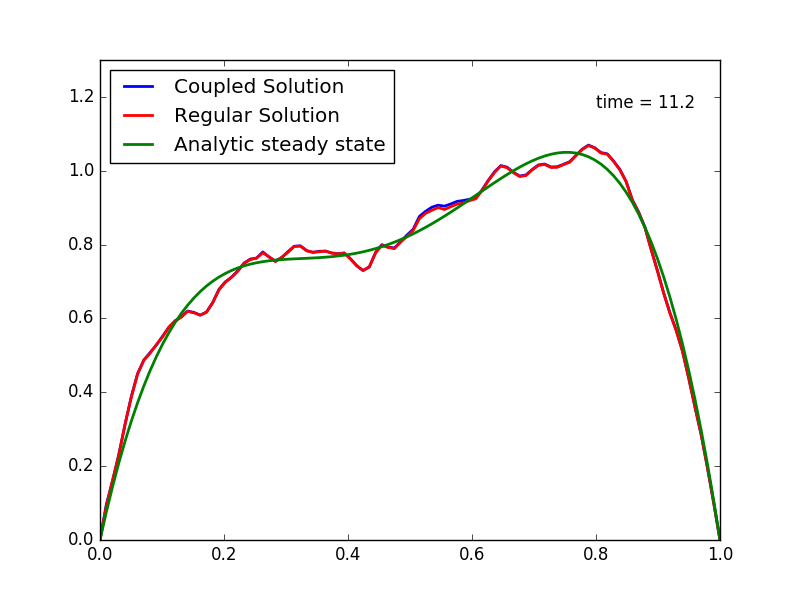 Coupled Solution
Regular Solution
Analytic steady state
time = 11.2
1.2
1.0
0.8
0.6
0.4
0.2
0.0
0.0 0.2 0.4 0.6 0.8 1.0